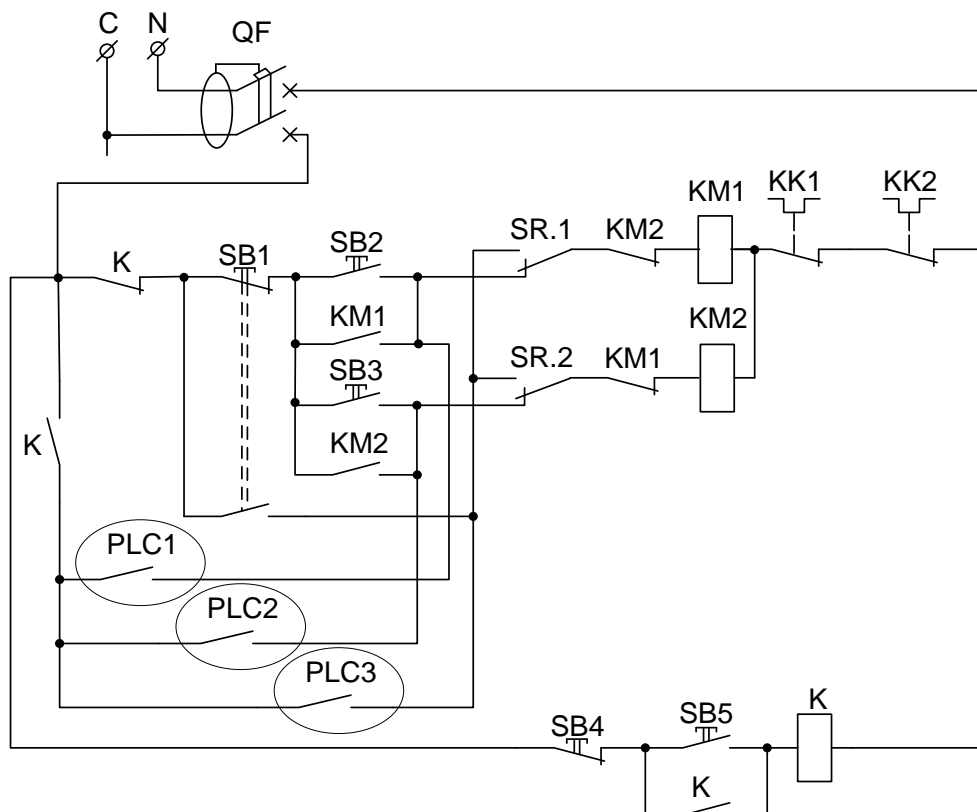 C N QF
KM1 KK1 KK2
SR.1 KM2
K SB1 SB2
KM1
KM2
SB3 SR.2 KM1
K KM2
PLC1
PLC2
PLC3
SB4 SB5 K
K